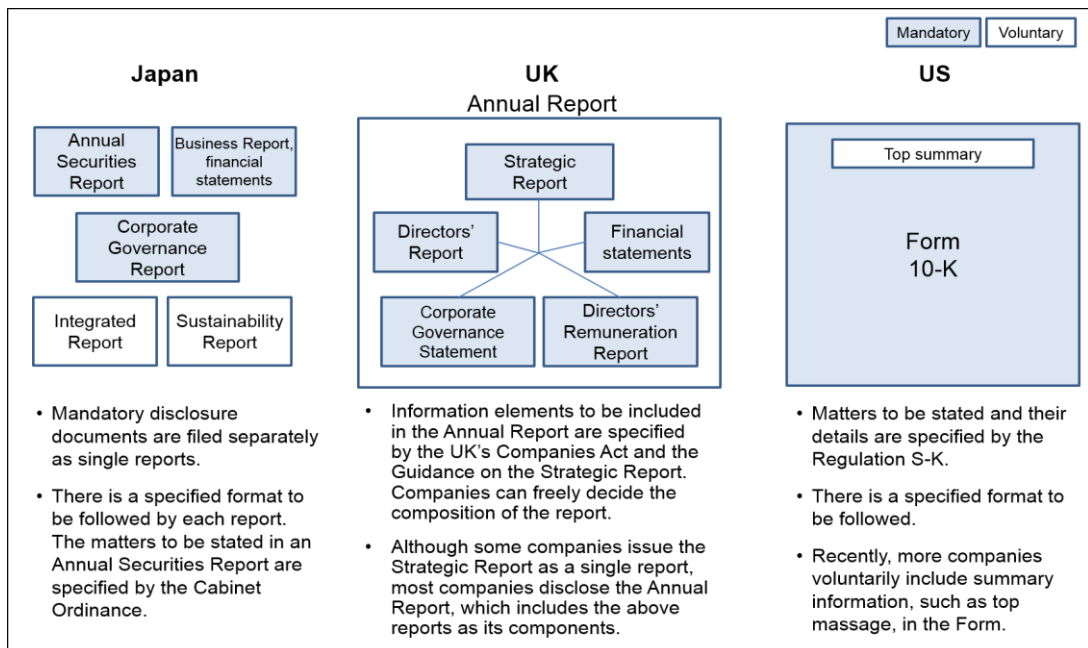 Mandatory
Voluntary
Japan
Annual
Securities
Report
Business Report,
financial
statements
Corporate
Governance
Report
Integrated
Report
Sustainability
Report
• Mandatory disclosure
documents are filed separately
as single reports.
• There is a specified format to
be followed by each report.
The matters to be stated in an
Annual Securities Report are
specified by the Cabinet
Ordinance.
UK
Annual Report
Strategic
Report
Directors’
Report
Financial
statements
Corporate
Governance
Statement
Directors’
Remuneration
Report
• Information elements to be included
in the Annual Report are specified
by the UK’s Companies Act and the
Guidance on the Strategic Report.
Companies can freely decide the
composition of the report.
• Although some companies issue the
Strategic Report as a single report,
most companies disclose the Annual
Report, which includes the above
reports as its components.
US
Top summary
Form
10-K
• Matters to be stated and their
details are specified by the
Regulation S-K.
• There is a specified format to
be followed.
• Recently, more companies
voluntarily include summary
information, such as top
massage, in the Form.